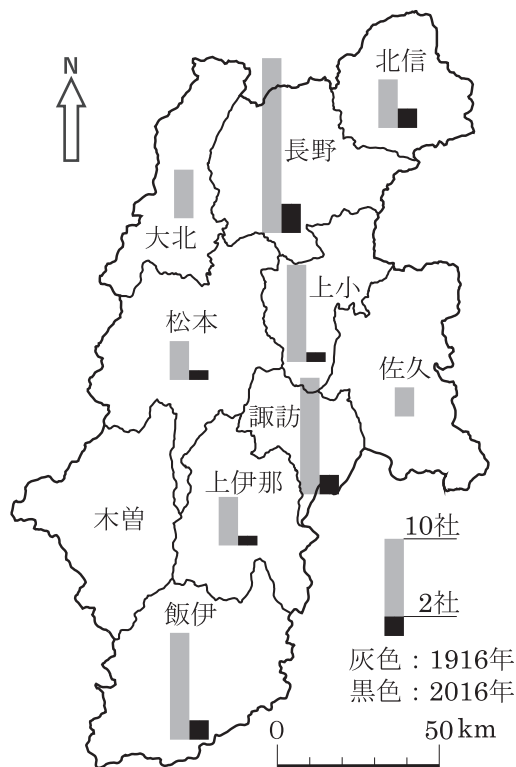 N
北信
長野
大北
上小
松本
佐久
諏訪
上伊那
木曽
飯伊
10社
2社
灰色：1916年
黒色：2016年
0 50 km